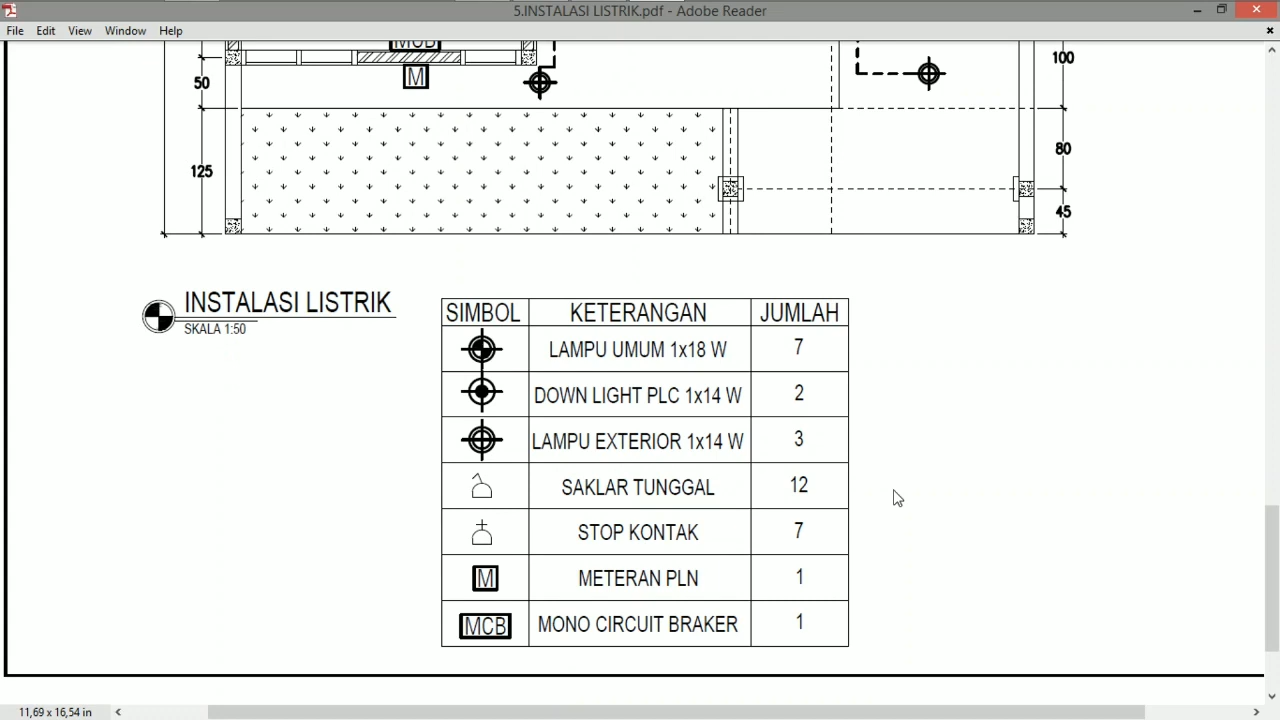 5.INSTALASI LISTRIK.pdf - Adobe Reader
File Edit View Window Help
MCB
M
50
100
125
80
45
INSTALASI LISTRIK
SKALA 1:50
SIMBOL KETERANGAN JUMLAH
LAMPU UMUM 1x18 W 7
DOWN LIGHT PLC 1x14 W 2
LAMPU EXTERIOR 1x14 W 3
SAKLAR TUNGGAL 12
STOP KONTAK 7
M METERAN PLN 1
MCB MONO CIRCUIT BRAKER 1
11,69 x 16,54 in